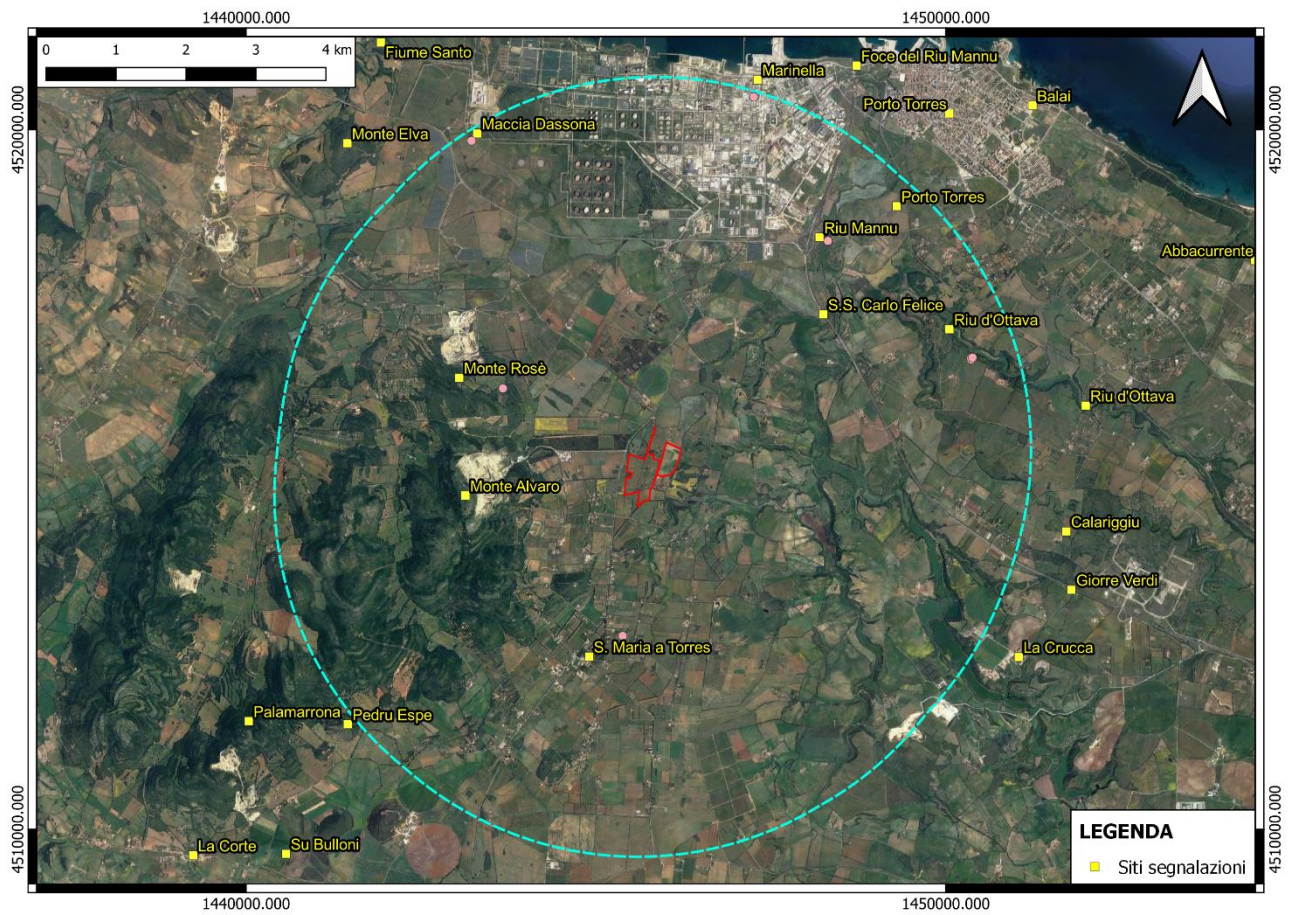 1440000.000
1450000.000
0 1 2 3 4 km
Fiume Santo
Marinella
Foce del Riu Mannu
Porto Torres
Balai
4520000.000
4520000.000
Monte Elva
Maccia Dassona
Porto Torres
Riu Mannu
Abbacurrente
S.S. Carlo Felice
Riu d'Ottava
Monte Rosè
Riu d'Ottava
Monte Alvaro
Calariggiu
Giorre Verdi
S. Maria a Torres
La Crucca
Palamarrona
Pedru Espe
4510000.000
4510000.000
La Corte
Su Bulloni
LEGENDA
Siti segnalazioni
1440000.000
1450000.000